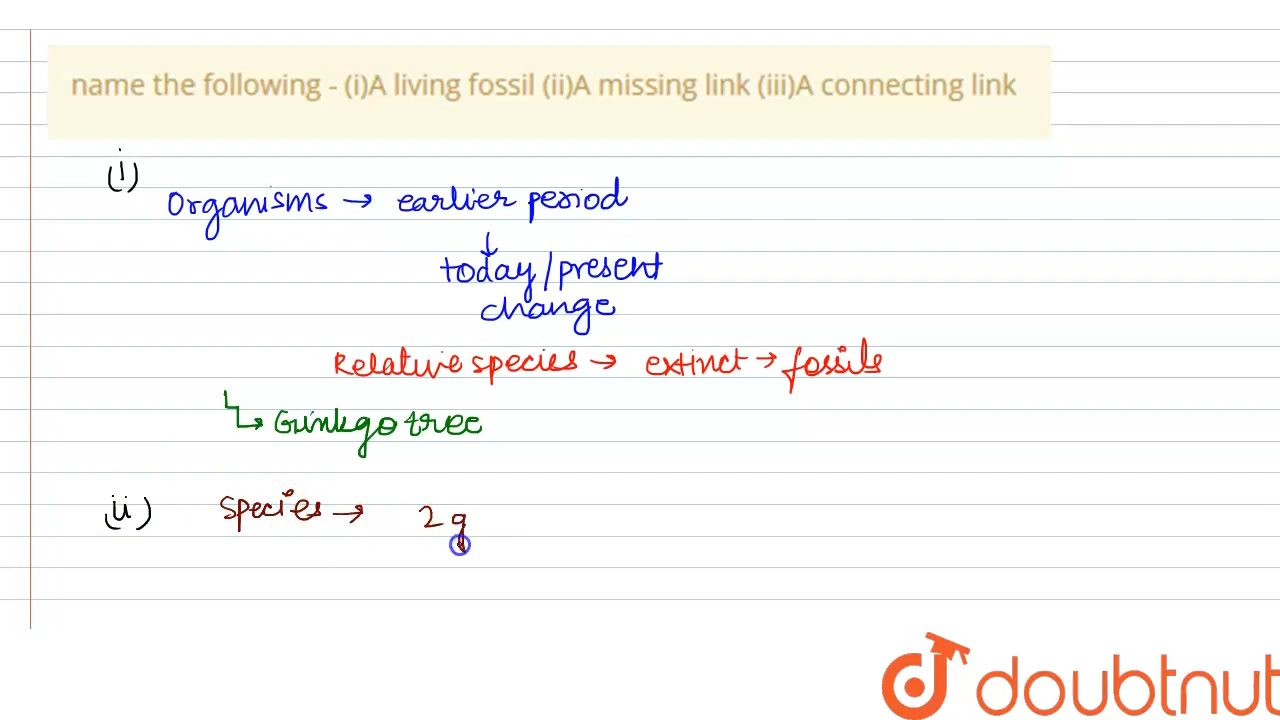 name the following - (i)A living fossil (ii)A missing link (iii)A connecting link
(i)
Organisms → earlier period
↓
today/present
change
Relative species → extinct → fossils
↳ Ginkgo tree
(ii) Species → 2 g
doubtnut